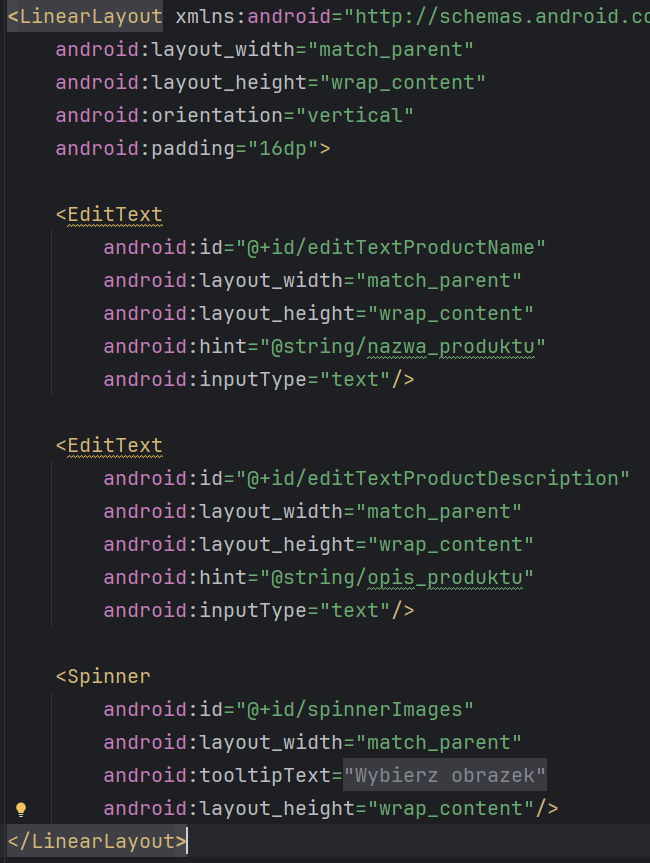 <LinearLayout xmlns:android="http://schemas.android.co
android:layout_width="match_parent"
android:layout_height="wrap_content"
android:orientation="vertical"
android:padding="16dp">
<EditText
android:id="@+id/editTextProductName"
android:layout_width="match_parent"
android:layout_height="wrap_content"
android:hint="@string/nazwa_produktu"
android:inputType="text"/>
<EditText
android:id="@+id/editTextProductDescription"
android:layout_width="match_parent"
android:layout_height="wrap_content"
android:hint="@string/opis_produktu"
android:inputType="text"/>
<Spinner
android:id="@+id/spinnerImages"
android:layout_width="match_parent"
android:tooltipText="Wybierz obrazek"
android:layout_height="wrap_content"/>
</LinearLayout>